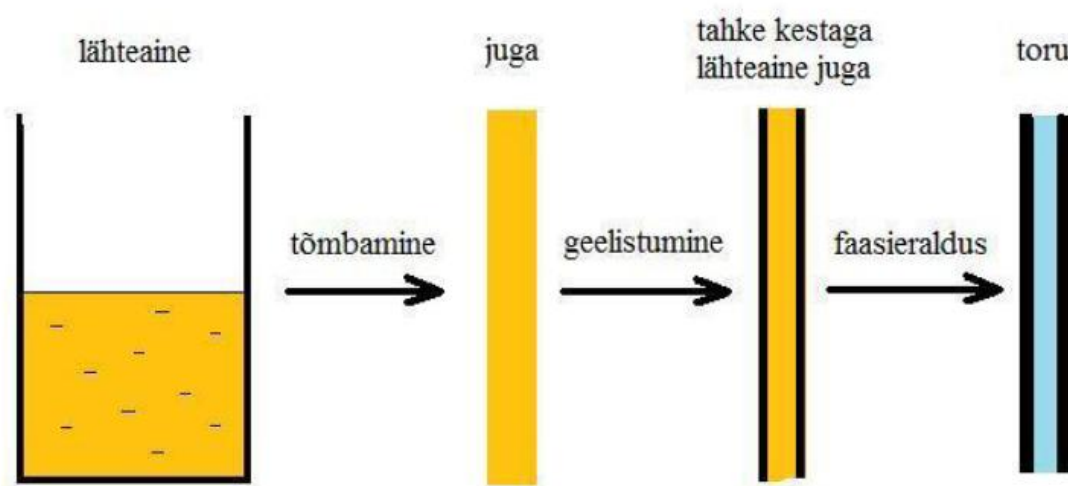 lähteaine
juga
tahke kestaga
lähteaine juga
toru
tõmbamine
geelistumine
faasieraldus